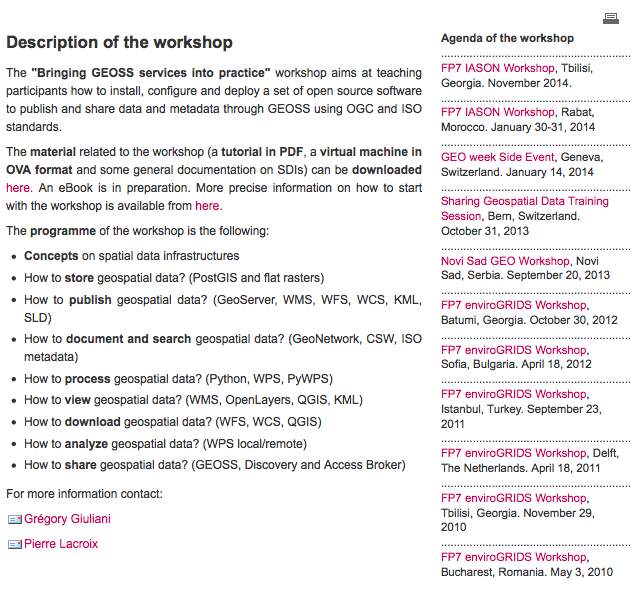 Description of the workshop
The "Bringing GEOSS services into practice" workshop aims at teaching
participants how to install, configure and deploy a set of open source software
to publish and share data and metadata through GEOSS using OGC and ISO
standards.
The material related to the workshop (a tutorial in PDF, a virtual machine in
OVA format and some general documentation on SDIs) can be downloaded
here. An eBook is in preparation. More precise information on how to start
with the workshop is available from here.
The programme of the workshop is the following:
• Concepts on spatial data infrastructures
• How to store geospatial data? (PostGIS and flat rasters)
• How to publish geospatial data? (GeoServer, WMS, WFS, WCS, KML,
SLD)
• How to document and search geospatial data? (GeoNetwork, CSW, ISO
metadata)
• How to process geospatial data? (Python, WPS, PyWPS)
• How to view geospatial data? (WMS, OpenLayers, QGIS, KML)
• How to download geospatial data? (WFS, WCS, QGIS)
• How to analyze geospatial data? (WPS local/remote)
• How to share geospatial data? (GEOSS, Discovery and Access Broker)
For more information contact:
Grégory Giuliani
Pierre Lacroix
Agenda of the workshop
FP7 IASON Workshop, Tbilisi,
Georgia. November 2014.
FP7 IASON Workshop, Rabat,
Morocco. January 30-31, 2014
GEO week Side Event, Geneva,
Switzerland. January 14, 2014
Sharing Geospatial Data Training
Session, Bern, Switzerland.
October 31, 2013
Novi Sad GEO Workshop, Novi
Sad, Serbia. September 20, 2013
FP7 enviroGRIDS Workshop,
Batumi, Georgia. October 30, 2012
FP7 enviroGRIDS Workshop,
Sofia, Bulgaria. April 18, 2012
FP7 enviroGRIDS Workshop,
Istanbul, Turkey. September 23,
2011
FP7 enviroGRIDS Workshop, Delft,
The Netherlands. April 18, 2011
FP7 enviroGRIDS Workshop,
Tbilisi, Georgia. November 29,
2010
FP7 enviroGRIDS Workshop,
Bucharest, Romania. May 3, 2010